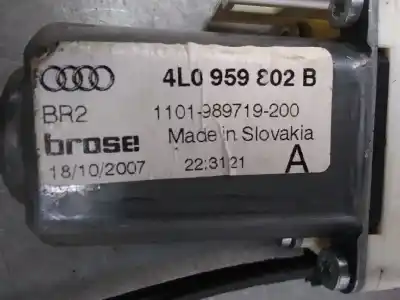 4L0 959 802 B
BR2 1101-989719-200
brose Made in Slovakia
18/10/2007 22:31:21 A